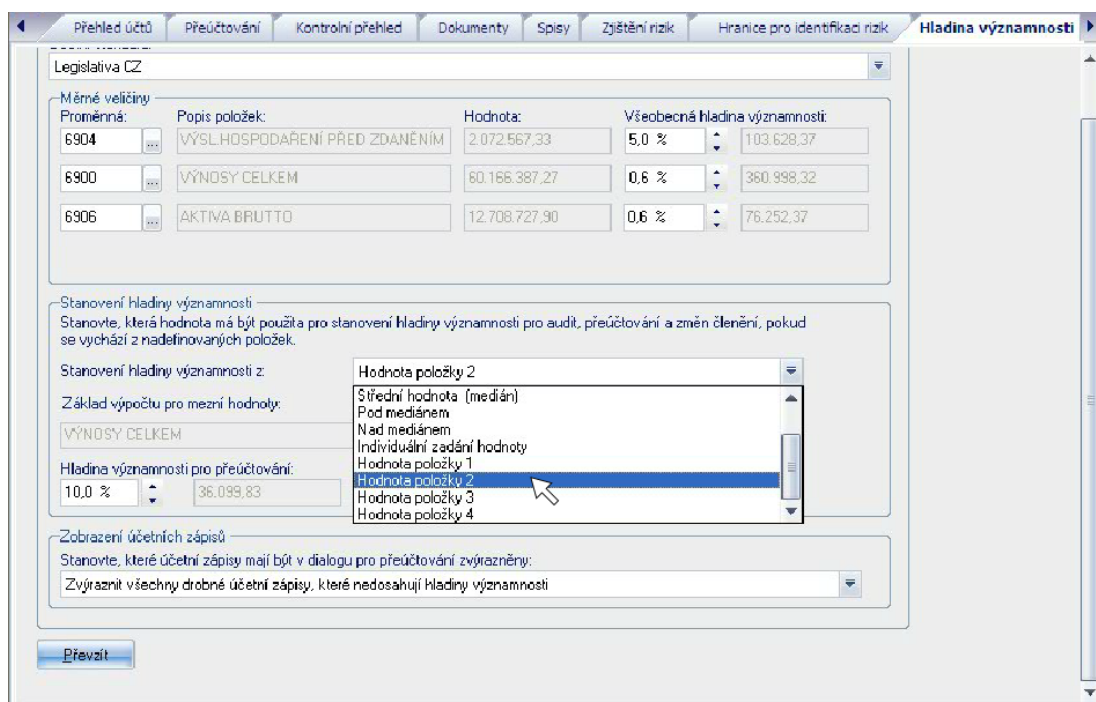 Přehled účtů Přeúčtování Kontrolní přehled Dokumenty Spisy Zjištění rizik Hranice pro identifikaci rizik Hladina významnosti
Legislativa CZ
Měrné veličiny
Proměnná: Popis položek: Hodnota: Všeobecná hladina významnosti:
6904 ... VÝSL.HOSPODAŘENÍ PŘED ZDANĚNÍM 2.072.567,33 5,0 % 103.628,37
6900 ... VÝNOSY CELKEM 60.166.387,27 0,6 % 360.998,32
6906 ... AKTIVA BRUTTO 12.708.727,90 0,6 % 76.252,37
Stanovení hladiny významnosti
Stanovte, která hodnota má být použita pro stanovení hladiny významnosti pro audit, přeúčtování a změn členění, pokud
se vychází z nadefinovaných položek.
Stanovení hladiny významnosti z: Hodnota položky 2
Základ výpočtu pro mezní hodnoty:
VÝNOSY CELKEM
Hladina významnosti pro přeúčtování:
10,0 % 36.099,83
Střední hodnota (medián)
Pod mediánem
Nad mediánem
Individuální zadání hodnoty
Hodnota položky 1
Hodnota položky 2
Hodnota položky 3
Hodnota položky 4
Zobrazení účetních zápisů
Stanovte, které účetní zápisy mají být v dialogu pro přeúčtování zvýrazněny:
Zvýraznit všechny drobné účetní zápisy, které nedosahují hladiny významnosti
Převzít